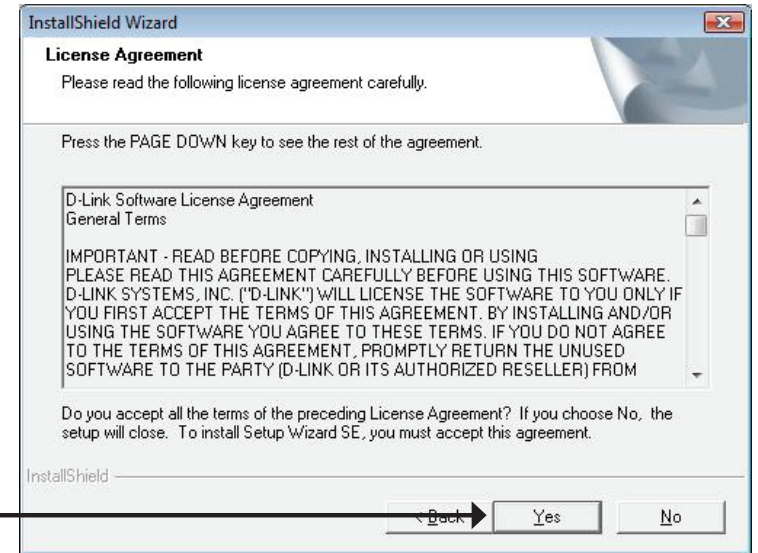 InstallShield Wizard
License Agreement
Please read the following license agreement carefully.
Press the PAGE DOWN key to see the rest of the agreement.
D-Link Software License Agreement
General Terms
IMPORTANT - READ BEFORE COPYING, INSTALLING OR USING
PLEASE READ THIS AGREEMENT CAREFULLY BEFORE USING THIS SOFTWARE.
D-LINK SYSTEMS, INC. ("D-LINK") WILL LICENSE THE SOFTWARE TO YOU ONLY IF
YOU FIRST ACCEPT THE TERMS OF THIS AGREEMENT. BY INSTALLING AND/OR
USING THE SOFTWARE YOU AGREE TO THESE TERMS. IF YOU DO NOT AGREE
TO THE TERMS OF THIS AGREEMENT, PROMPTLY RETURN THE UNUSED
SOFTWARE TO THE PARTY (D-LINK OR ITS AUTHORIZED RESELLER) FROM
Do you accept all the terms of the preceding License Agreement? If you choose No, the
setup will close. To install Setup Wizard SE, you must accept this agreement.
InstallShield
< Back Yes No